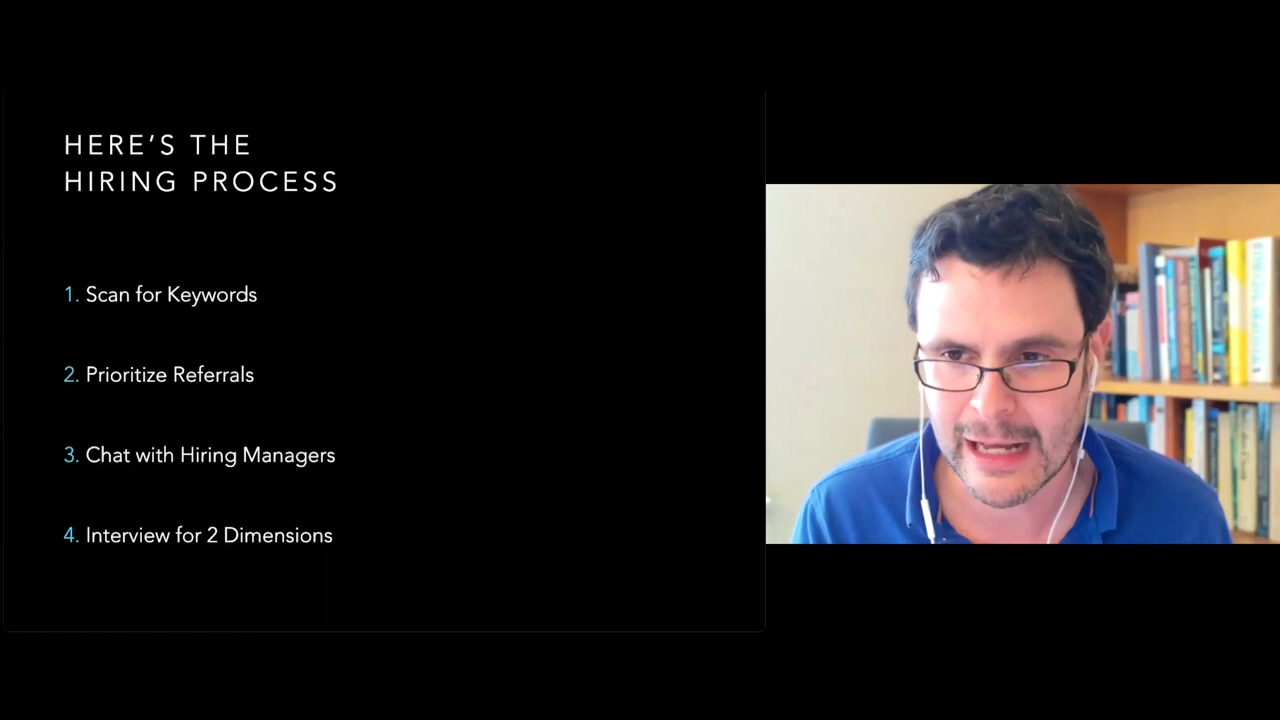 HERE'S THE
HIRING PROCESS
1. Scan for Keywords
2. Prioritize Referrals
3. Chat with Hiring Managers
4. Interview for 2 Dimensions